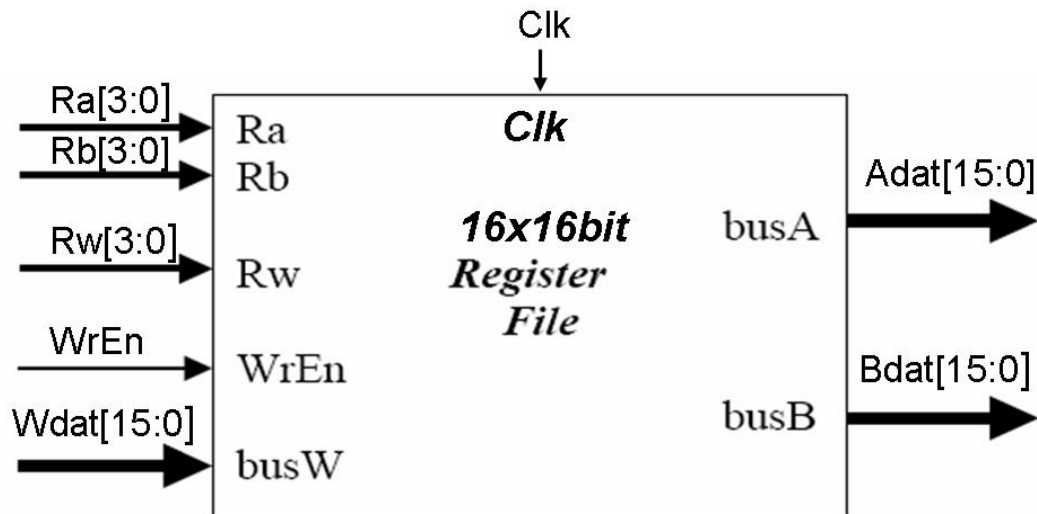 Clk
Ra[3:0]
Ra
Clk
Rb[3:0]
Rb
Adat[15:0]
16x16bit
busA
Rw[3:0]
Rw
Register
File
WrEn
WrEn
Bdat[15:0]
Wdat[15:0]
busB
busW